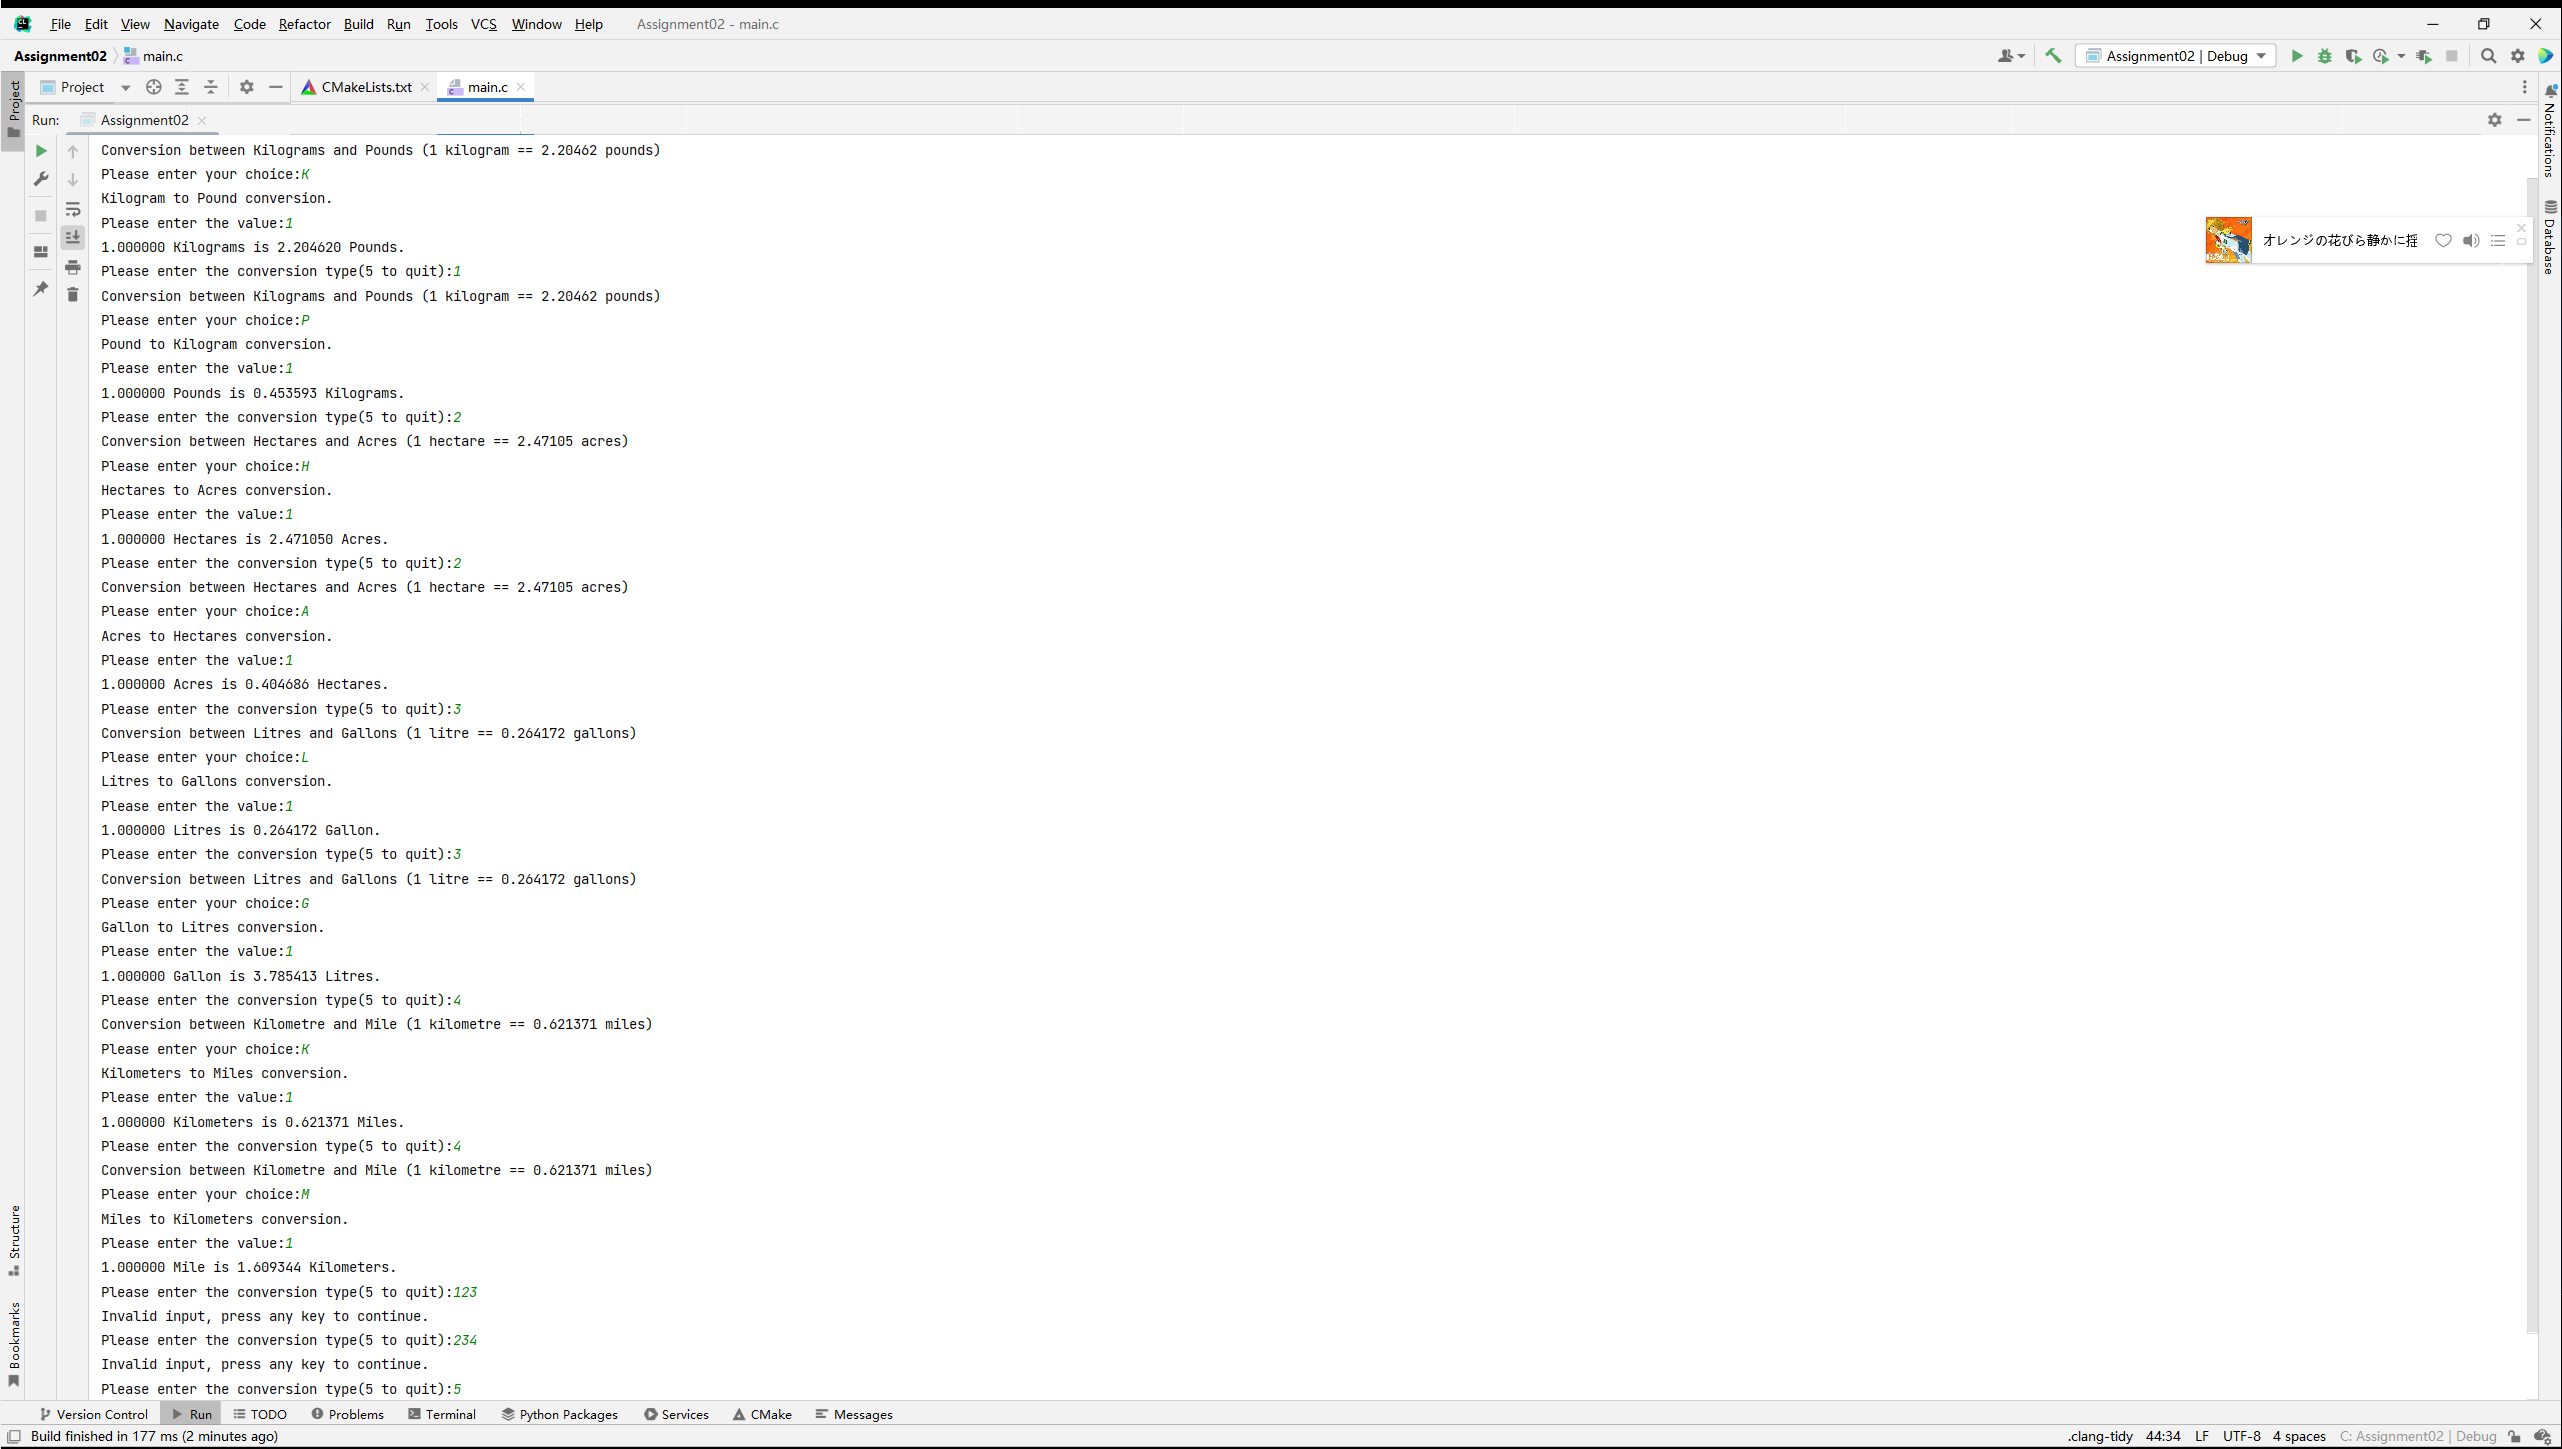 File Edit View Navigate Code Refactor Build Run Tools VCS Window Help Assignment02 - main.c
Assignment02 main.c Assignment02 | Debug
Project CMakeLists.txt main.c
Run: Assignment02
Project
Notifications
Database
Structure
Bookmarks
Conversion between Kilograms and Pounds (1 kilogram == 2.20462 pounds)
Please enter your choice:K
Kilogram to Pound conversion.
Please enter the value:1
1.000000 Kilograms is 2.204620 Pounds.
オレンジの花びら静かに揺
Please enter the conversion type(5 to quit):1
Conversion between Kilograms and Pounds (1 kilogram == 2.20462 pounds)
Please enter your choice:P
Pound to Kilogram conversion.
Please enter the value:1
1.000000 Pounds is 0.453593 Kilograms.
Please enter the conversion type(5 to quit):2
Conversion between Hectares and Acres (1 hectare == 2.47105 acres)
Please enter your choice:H
Hectares to Acres conversion.
Please enter the value:1
1.000000 Hectares is 2.471050 Acres.
Please enter the conversion type(5 to quit):2
Conversion between Hectares and Acres (1 hectare == 2.47105 acres)
Please enter your choice:A
Acres to Hectares conversion.
Please enter the value:1
1.000000 Acres is 0.404686 Hectares.
Please enter the conversion type(5 to quit):3
Conversion between Litres and Gallons (1 litre == 0.264172 gallons)
Please enter your choice:L
Litres to Gallons conversion.
Please enter the value:1
1.000000 Litres is 0.264172 Gallon.
Please enter the conversion type(5 to quit):3
Conversion between Litres and Gallons (1 litre == 0.264172 gallons)
Please enter your choice:G
Gallon to Litres conversion.
Please enter the value:1
1.000000 Gallon is 3.785413 Litres.
Please enter the conversion type(5 to quit):4
Conversion between Kilometre and Mile (1 kilometre == 0.621371 miles)
Please enter your choice:K
Kilometers to Miles conversion.
Please enter the value:1
1.000000 Kilometers is 0.621371 Miles.
Please enter the conversion type(5 to quit):4
Conversion between Kilometre and Mile (1 kilometre == 0.621371 miles)
Please enter your choice:M
Miles to Kilometers conversion.
Please enter the value:1
1.000000 Mile is 1.609344 Kilometers.
Please enter the conversion type(5 to quit):123
Invalid input, press any key to continue.
Please enter the conversion type(5 to quit):234
Invalid input, press any key to continue.
Please enter the conversion type(5 to quit):5
Version Control Run TODO Problems Terminal Python Packages Services CMake Messages
Build finished in 177 ms (2 minutes ago) .clang-tidy 44:34 LF UTF-8 4 spaces C: Assignment02 | Debug